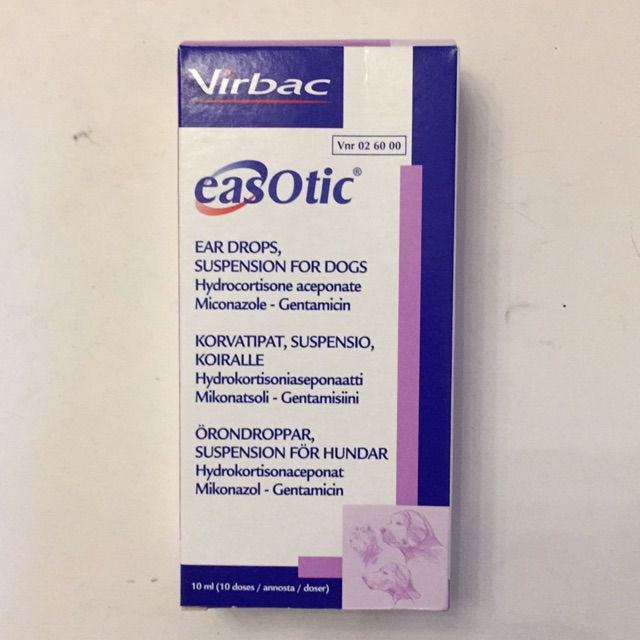 Virbac
Vnr 02 60 00
easOtic®
EAR DROPS,
SUSPENSION FOR DOGS
Hydrocortisone aceponate
Miconazole - Gentamicin
KORVATIPAT, SUSPENSIO,
KOIRALLE
Hydrokortisoniaseponaatti
Mikonatsoli - Gentamisiini
ÖRONDROPPAR,
SUSPENSION FÖR HUNDAR
Hydrokortisonaceponat
Mikonazol - Gentamicin
10 ml (10 doses / annosta / doser)